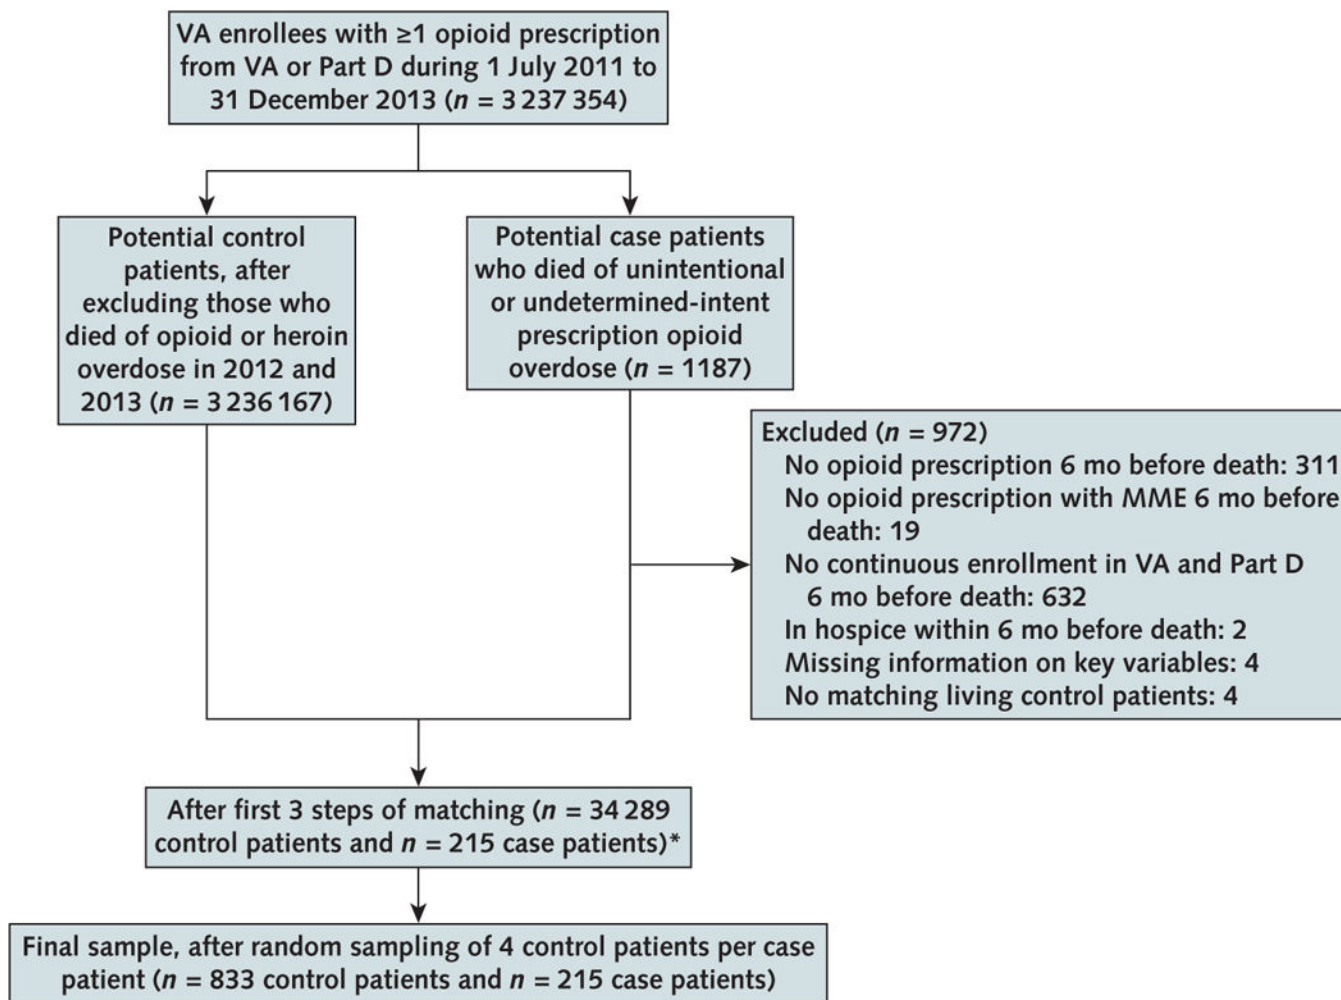 VA enrollees with ≥1 opioid prescription
from VA or Part D during 1 July 2011 to
31 December 2013 (n = 3 237 354)
Potential control
patients, after
excluding those who
died of opioid or heroin
overdose in 2012 and
2013 (n = 3 236 167)
Potential case patients
who died of unintentional
or undetermined-intent
prescription opioid
overdose (n = 1187)
Excluded (n = 972)
No opioid prescription 6 mo before death: 311
No opioid prescription with MME 6 mo before
death: 19
No continuous enrollment in VA and Part D
6 mo before death: 632
In hospice within 6 mo before death: 2
Missing information on key variables: 4
No matching living control patients: 4
After first 3 steps of matching (n = 34 289
control patients and n = 215 case patients)*
Final sample, after random sampling of 4 control patients per case
patient (n = 833 control patients and n = 215 case patients)